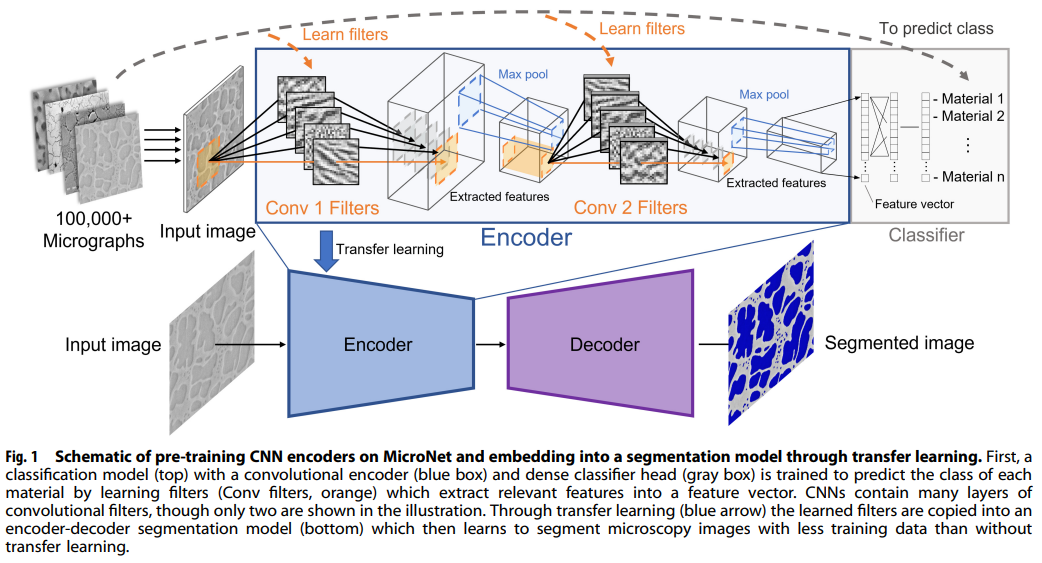 To predict class
Learn filters
Learn filters
Max pool
Max pool
- Material 1
- Material 2
- Material n
Extracted features
Extracted features
Feature vector
Conv 1 Filters
Conv 2 Filters
100,000+
Micrographs
Input image
Encoder
Classifier
Transfer learning
Input image
Encoder
Decoder
Segmented image
Fig. 1 Schematic of pre-training CNN encoders on MicroNet and embedding into a segmentation model through transfer learning. First, a
classification model (top) with a convolutional encoder (blue box) and dense classifier head (gray box) is trained to predict the class of each
material by learning filters (Conv filters, orange) which extract relevant features into a feature vector. CNNs contain many layers of
convolutional filters, though only two are shown in the illustration. Through transfer learning (blue arrow) the learned filters are copied into an
encoder-decoder segmentation model (bottom) which then learns to segment microscopy images with less training data than without
transfer learning.